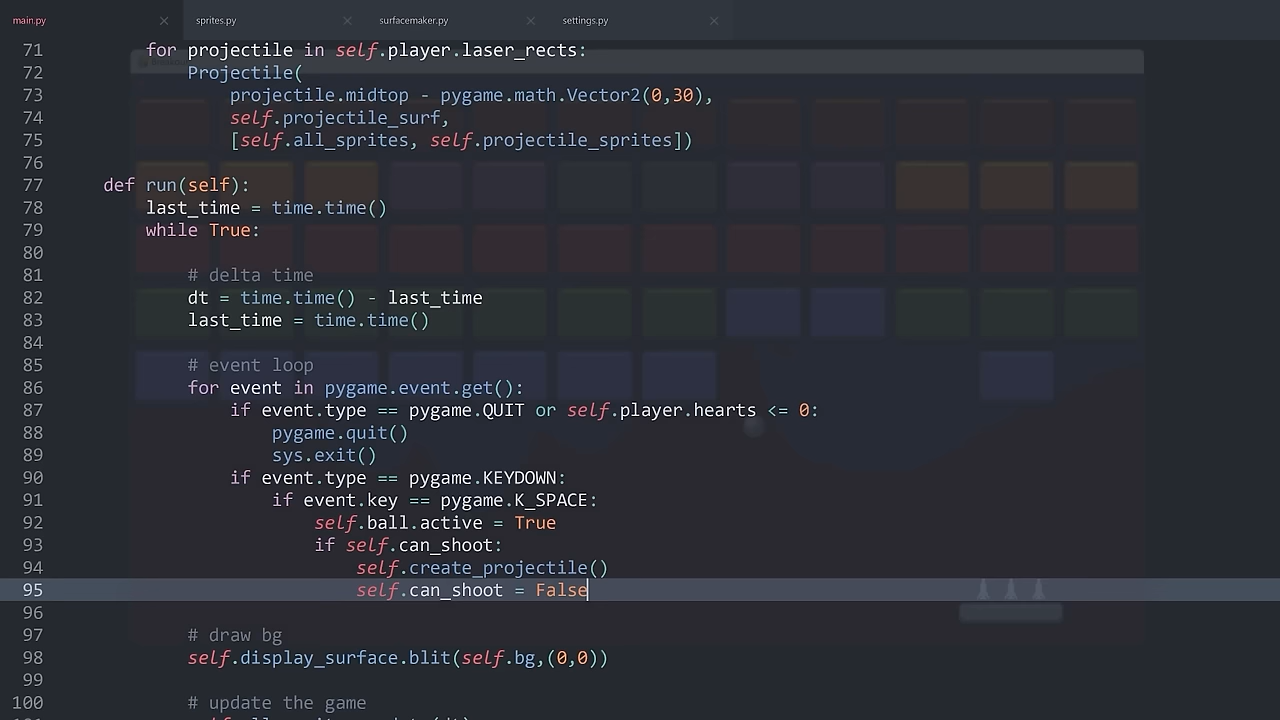 main.py
sprites.py
surfacemaker.py
settings.py
71 for projectile in self.player.laser_rects:
72 Projectile(
73 projectile.midtop - pygame.math.Vector2(0,30),
74 self.projectile_surf,
75 [self.all_sprites, self.projectile_sprites])
76
77 def run(self):
78 last_time = time.time()
79 while True:
80
81 # delta time
82 dt = time.time() - last_time
83 last_time = time.time()
84
85 # event loop
86 for event in pygame.event.get():
87 if event.type == pygame.QUIT or self.player.hearts <= 0:
88 pygame.quit()
89 sys.exit()
90 if event.type == pygame.KEYDOWN:
91 if event.key == pygame.K_SPACE:
92 self.ball.active = True
93 if self.can_shoot:
94 self.create_projectile()
95 self.can_shoot = False
96
97 # draw bg
98 self.display_surface.blit(self.bg,(0,0))
99
100 # update the game